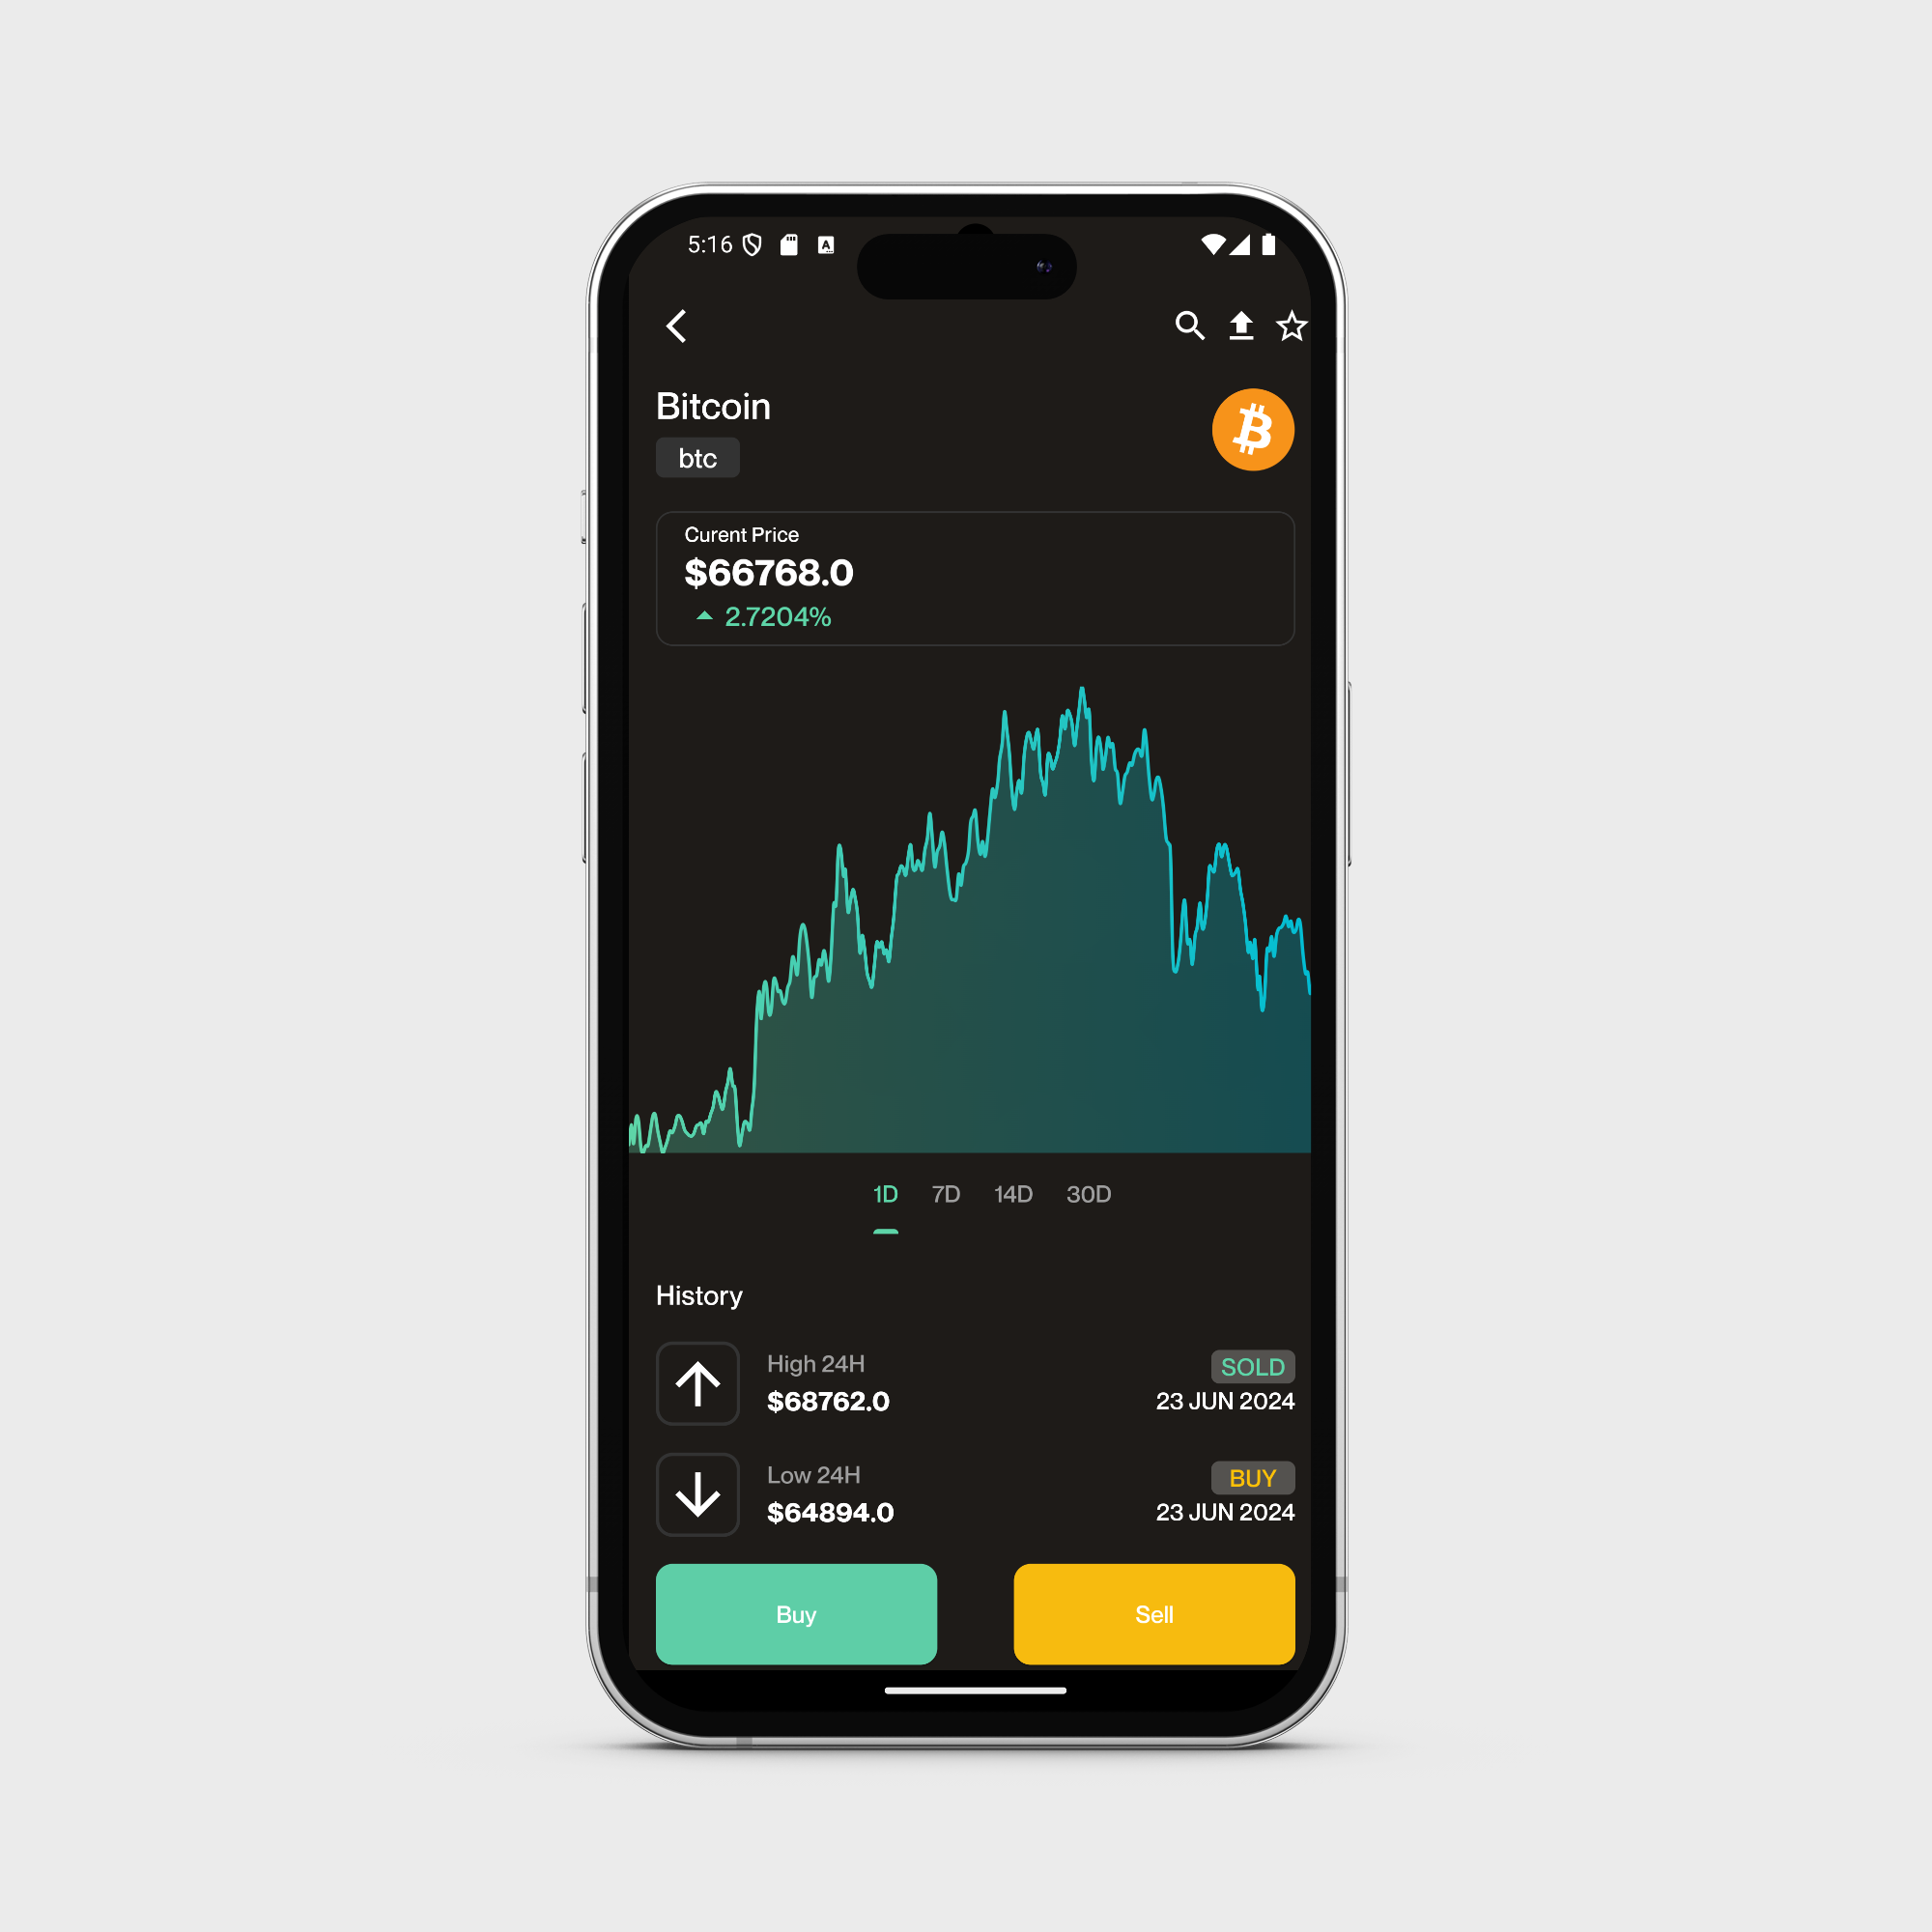 5:16
Bitcoin
btc
Curent Price
$66768.0
2.7204%
1D 7D 14D 30D
History
High 24H
SOLD
$68762.0
23 JUN 2024
Low 24H
BUY
$64894.0
23 JUN 2024
Buy
Sell